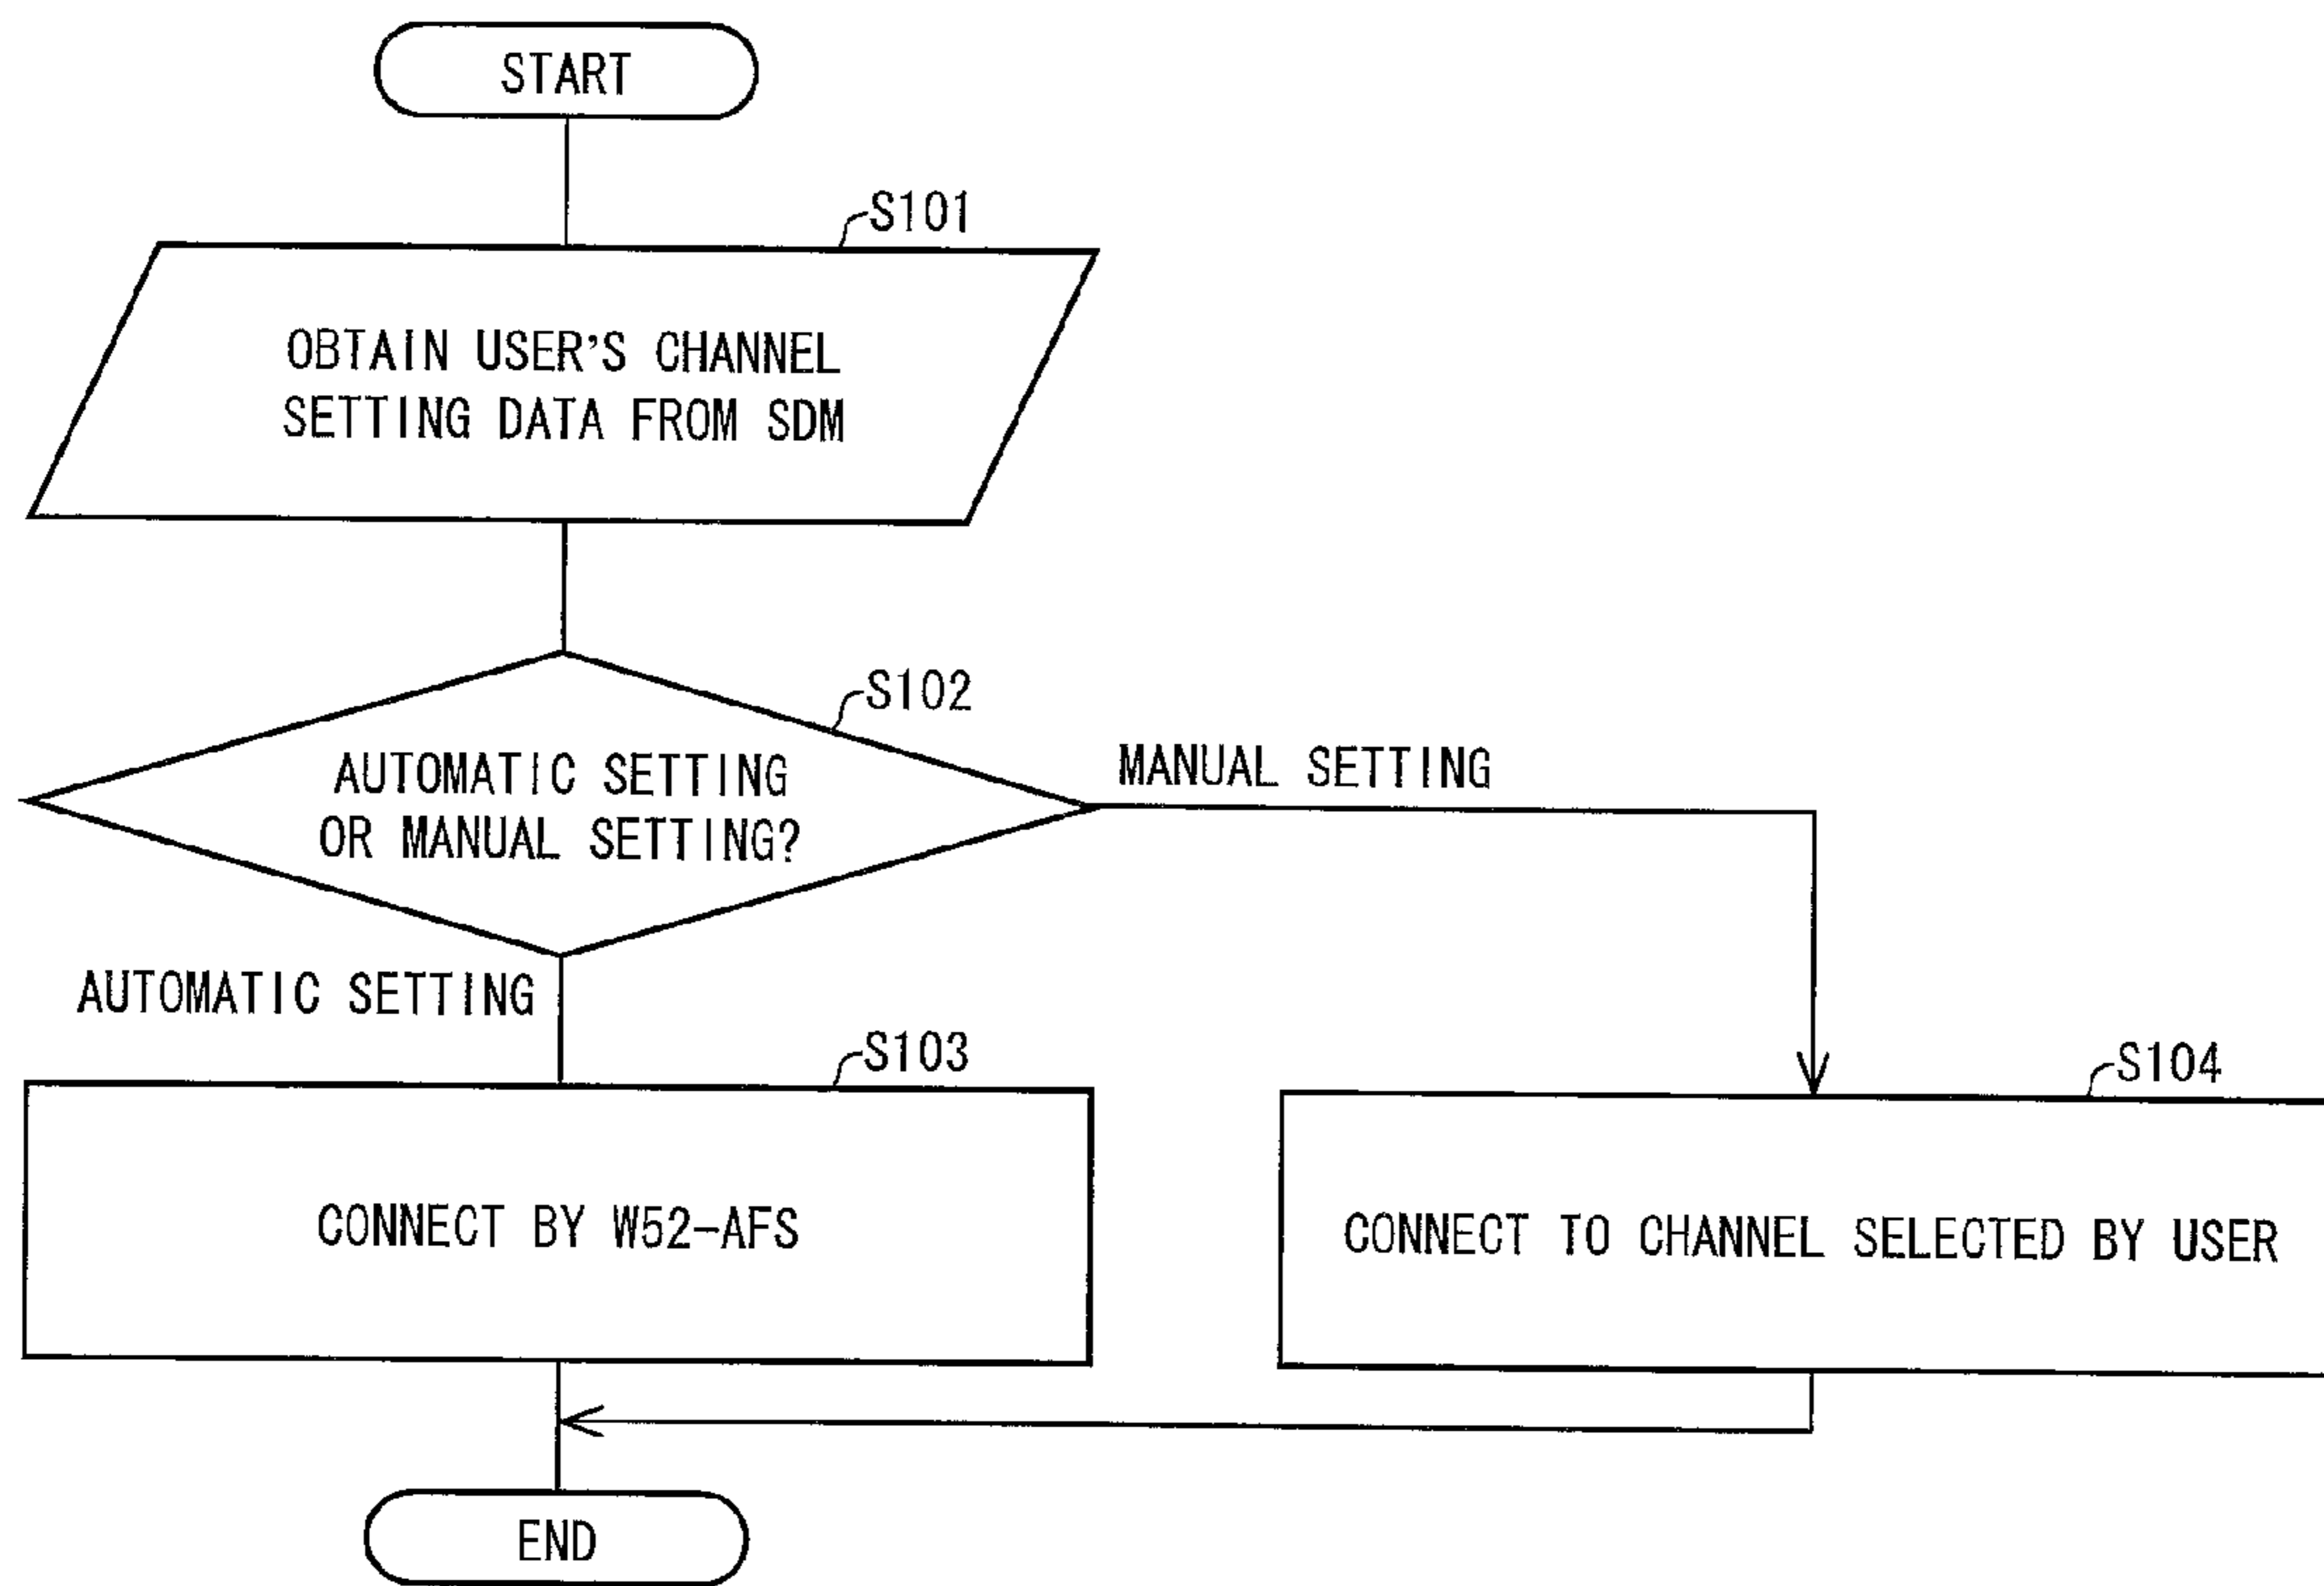 START
S101
OBTAIN USER'S CHANNEL
SETTING DATA FROM SDM
S102
AUTOMATIC SETTING
OR MANUAL SETTING?
MANUAL SETTING
AUTOMATIC SETTING
S103
CONNECT BY W52-AFS
S104
CONNECT TO CHANNEL SELECTED BY USER
END